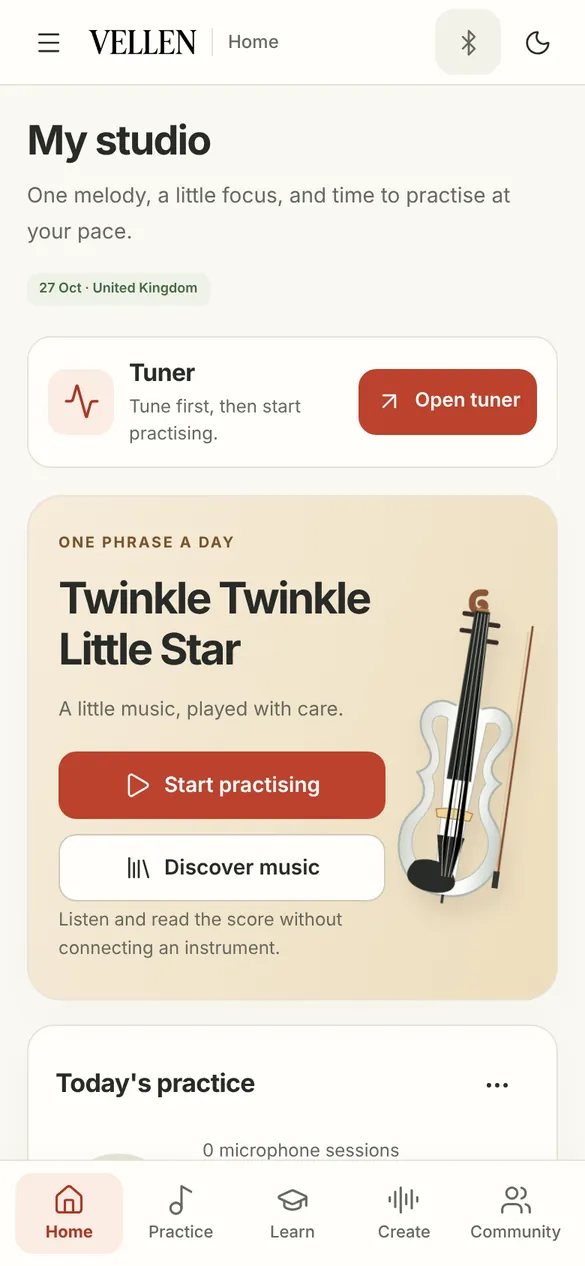 VELLEN
Home
My studio
One melody, a little focus, and time to practise at
your pace.
27 Oct · United Kingdom
Tuner
Tune first, then start
practising.
Open tuner
ONE PHRASE A DAY
Twinkle Twinkle
Little Star
A little music, played with care.
Start practising
Discover music
Listen and read the score without
connecting an instrument.
Today's practice
0 microphone sessions
Home
Practice
Learn
Create
Community